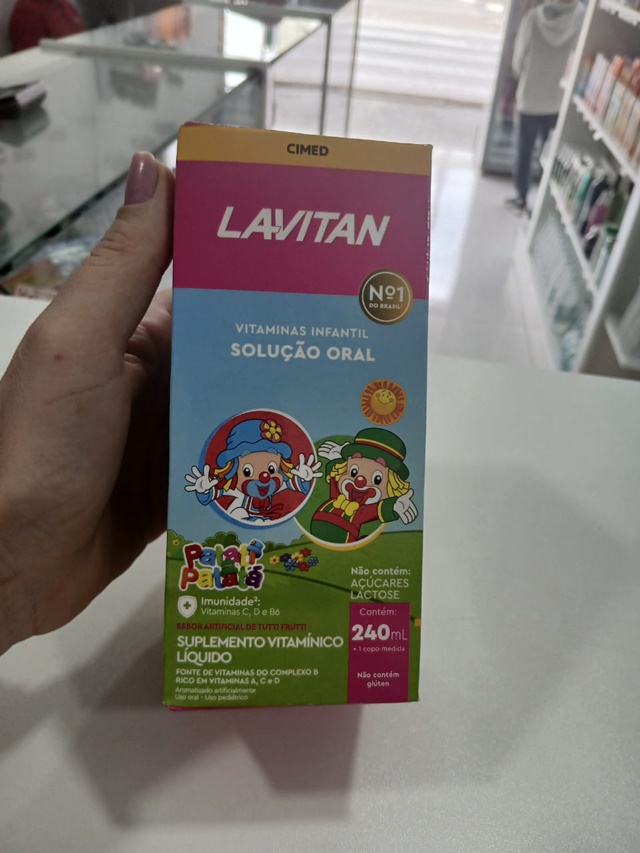 CIMED
LAVITAN
Nº1
DO BRASIL¹
VITAMINAS INFANTIL
SOLUÇÃO ORAL
Patati
Patatá
Imunidade²:
Vitaminas C, D e B6
SABOR ARTIFICIAL DE TUTTI FRUTTI
SUPLEMENTO VITAMÍNICO
LÍQUIDO
FONTE DE VITAMINAS DO COMPLEXO B
RICO EM VITAMINAS A, C e D
Aromatizado artificialmente
Uso oral - Uso pediátrico
Não contém:
AÇÚCARES
LACTOSE
Contém:
240mL
+ 1 copo-medida
Não contém
glúten